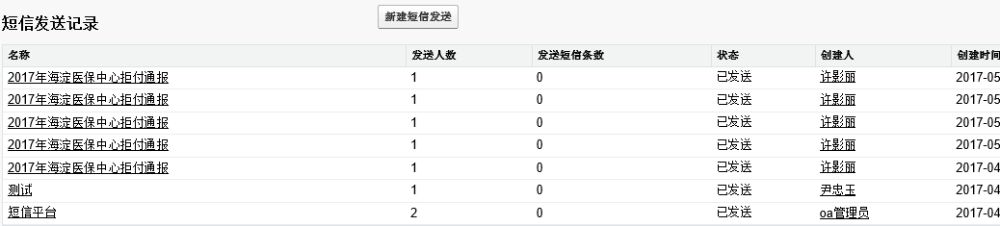 短信发送记录 新建短信发送
名称 发送人数 发送短信条数 状态 创建人 创建时间
2017年海淀医保中心拒付通报 1 0 已发送 许影丽 2017-05
2017年海淀医保中心拒付通报 1 0 已发送 许影丽 2017-05
2017年海淀医保中心拒付通报 1 0 已发送 许影丽 2017-05
2017年海淀医保中心拒付通报 1 0 已发送 许影丽 2017-05
2017年海淀医保中心拒付通报 1 0 已发送 许影丽 2017-04
测试 1 0 已发送 尹忠玉 2017-04
短信平台 2 0 已发送 oa管理员 2017-04